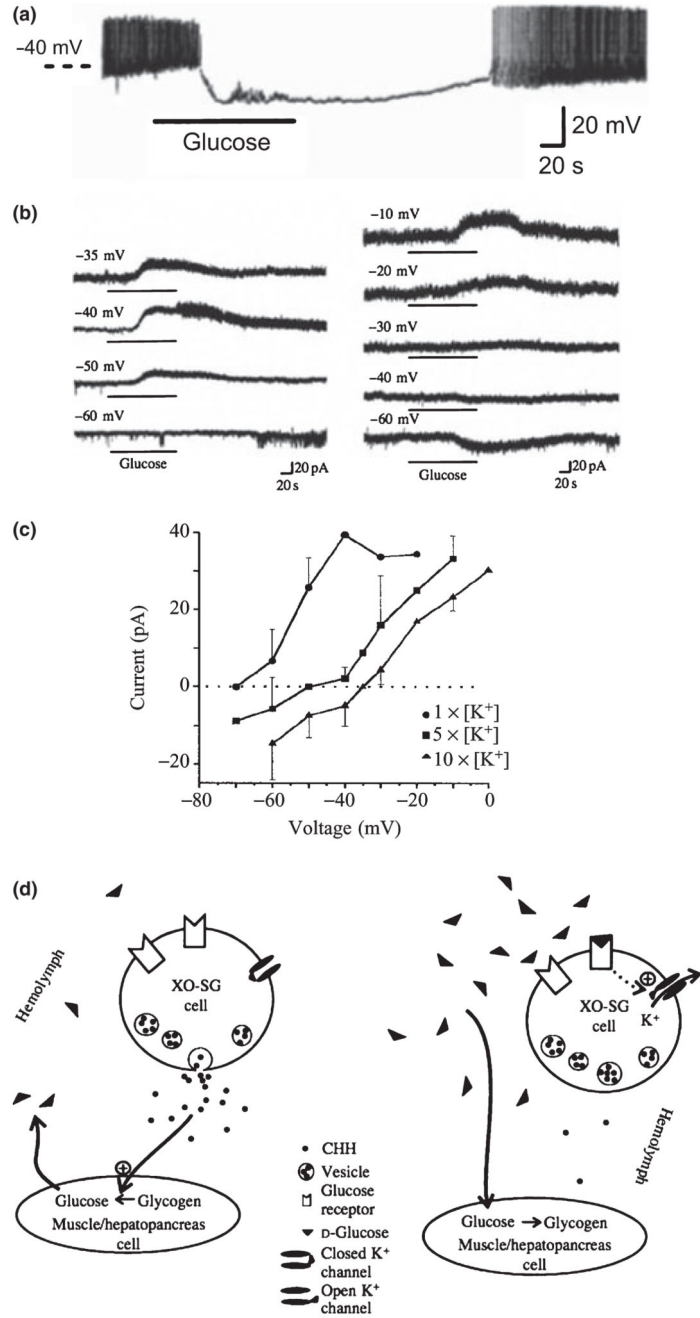 (a)
−40 mV
Glucose
20 mV
20 s
(b)
−35 mV
−40 mV
−50 mV
−60 mV
Glucose
20 pA
20 s
−10 mV
−20 mV
−30 mV
−40 mV
−60 mV
Glucose
20 pA
20 s
(c)
40
20
0
−20
Current (pA)
1 × [K+]
5 × [K+]
10 × [K+]
−80
−60
−40
−20
0
Voltage (mV)
(d)
Hemolymph
XO-SG
cell
Glucose ← Glycogen
Muscle/hepatopancreas
cell
CHH
Vesicle
Glucose
receptor
D-Glucose
Closed K+
channel
Open K+
channel
XO-SG
cell
K+
Hemolymph
Glucose → Glycogen
Muscle/hepatopancreas
cell